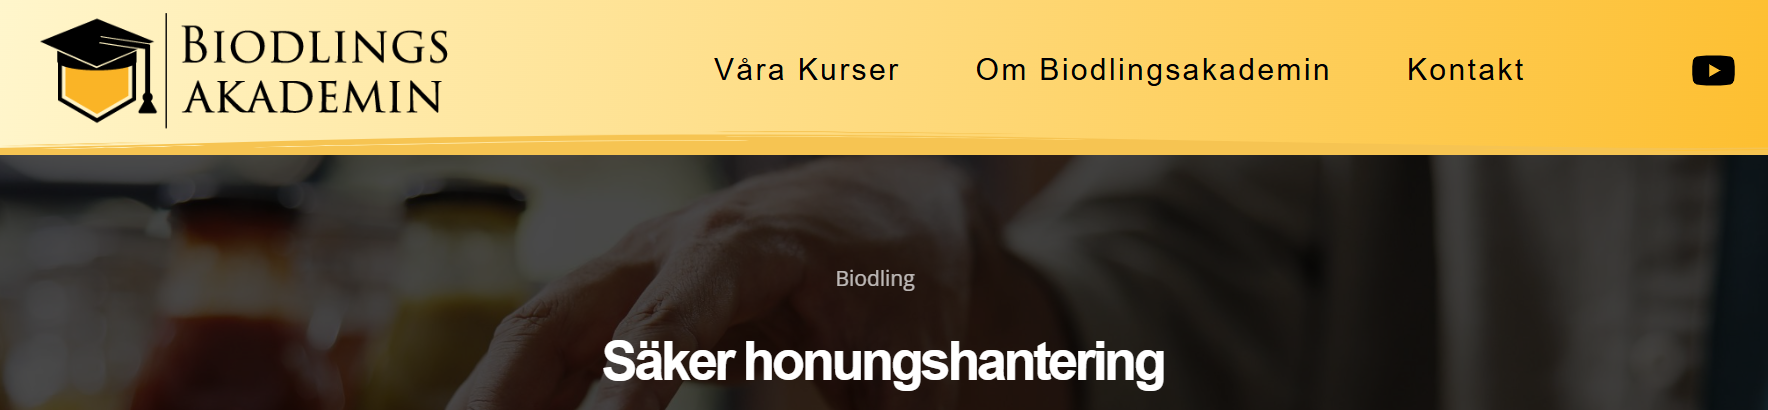 BIODLINGS
AKADEMIN
Våra Kurser
Om Biodlingsakademin
Kontakt
Biodling
Säker honungshantering